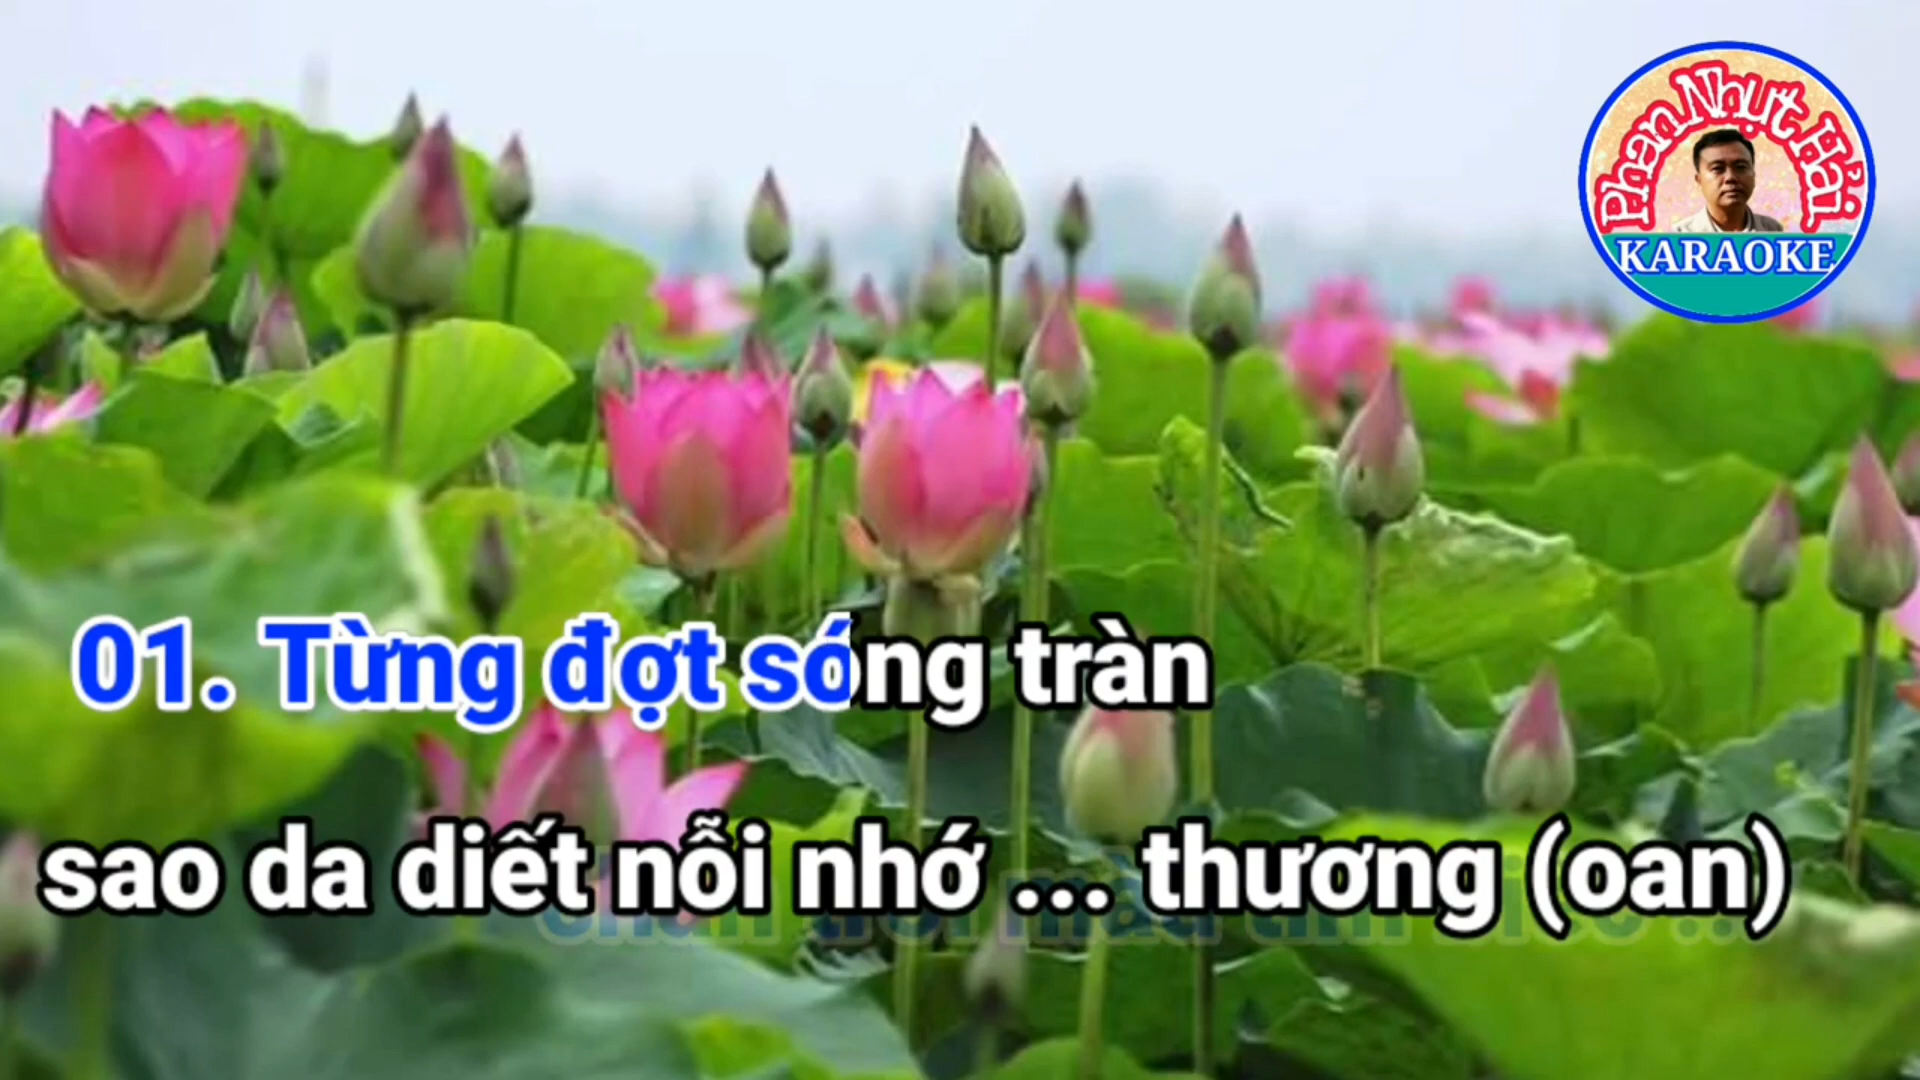 Phan Nhựt Hải
KARAOKE
01. Từng đợt sóng tràn
sao da diết nỗi nhớ ... thương (oan)